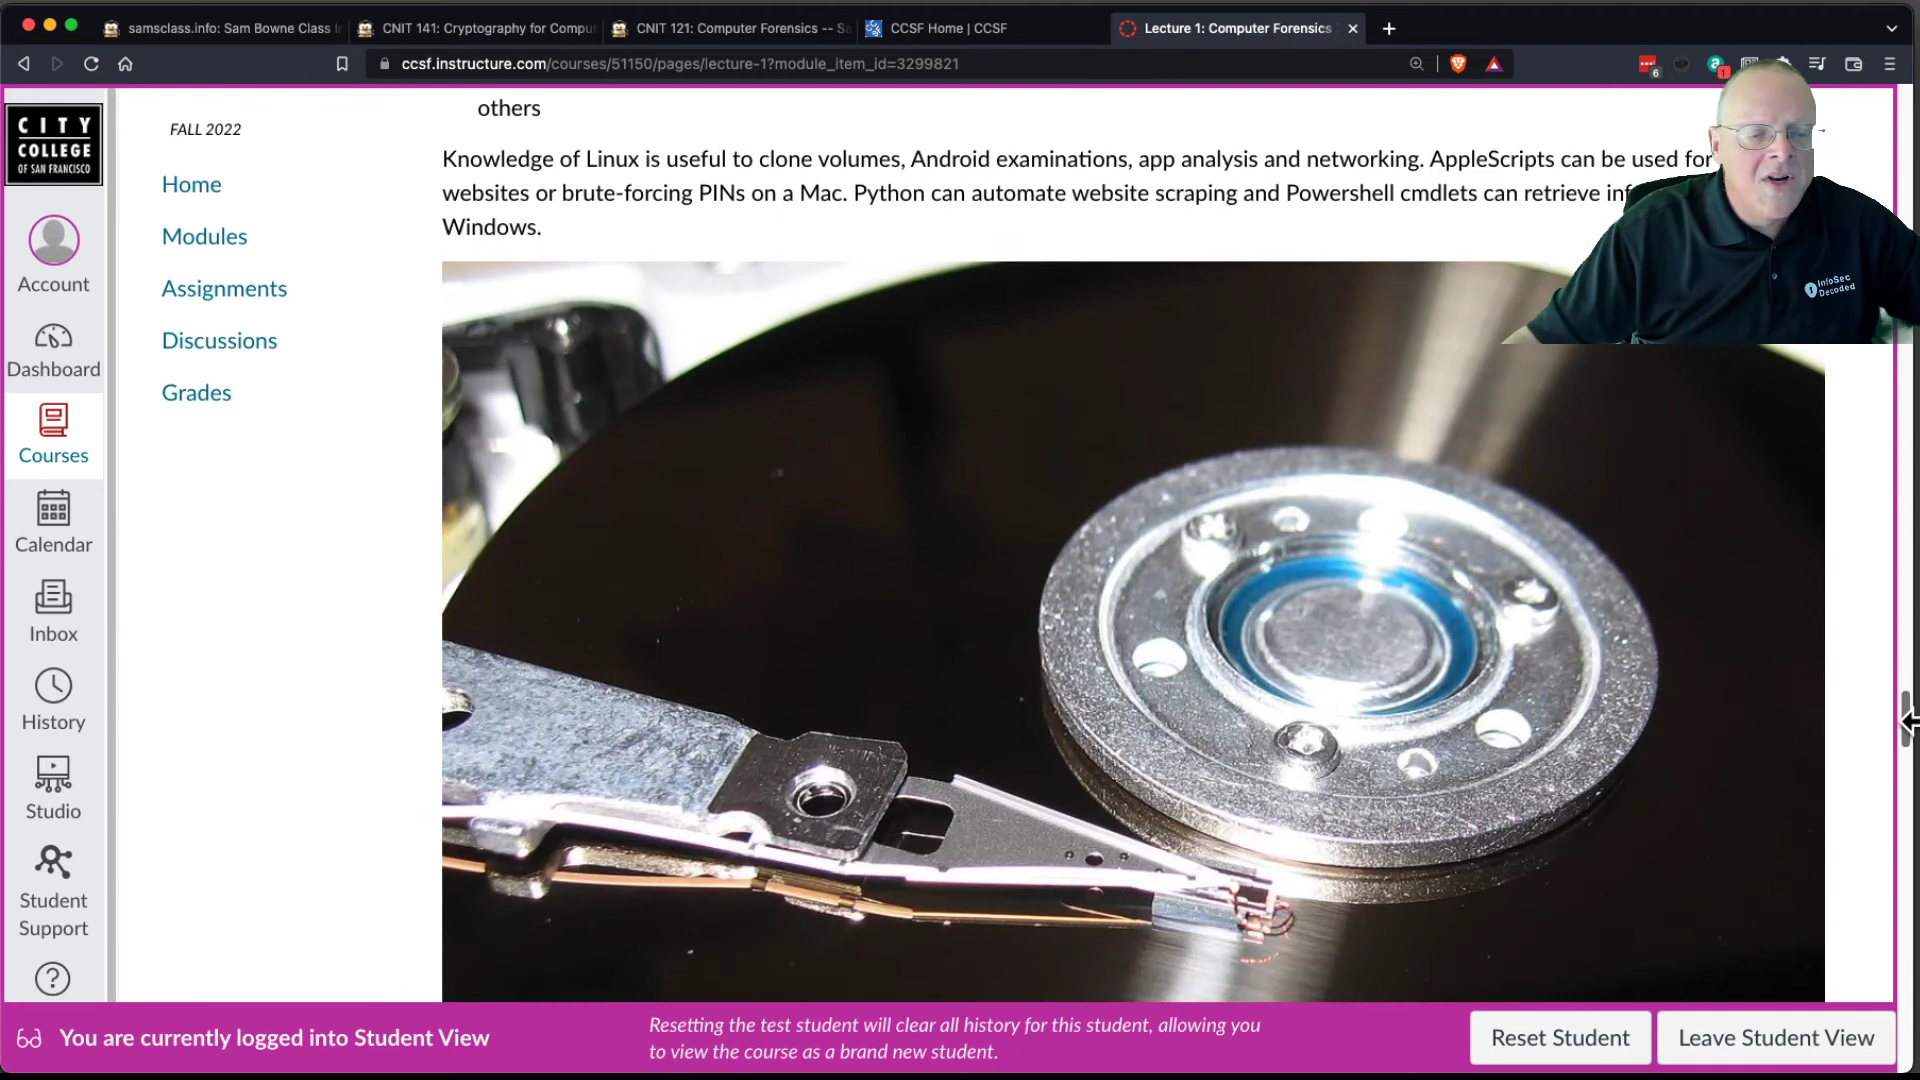 samsclass.info: Sam Bowne Class In
CNIT 141: Cryptography for Compu
CNIT 121: Computer Forensics -- Sa
CCSF Home | CCSF
Lecture 1: Computer Forensics
ccsf.instructure.com/courses/51150/pages/lecture-1?module_item_id=3299821
6
1
CITY
COLLEGE
OF SAN FRANCISCO
Account
Dashboard
Courses
Calendar
Inbox
History
Studio
Student
Support
FALL 2022
Home
Modules
Assignments
Discussions
Grades
others
Knowledge of Linux is useful to clone volumes, Android examinations, app analysis and networking. AppleScripts can be used for
websites or brute-forcing PINs on a Mac. Python can automate website scraping and Powershell cmdlets can retrieve inf
Windows.
InfoSec
Decoded
You are currently logged into Student View
Resetting the test student will clear all history for this student, allowing you
to view the course as a brand new student.
Reset Student
Leave Student View